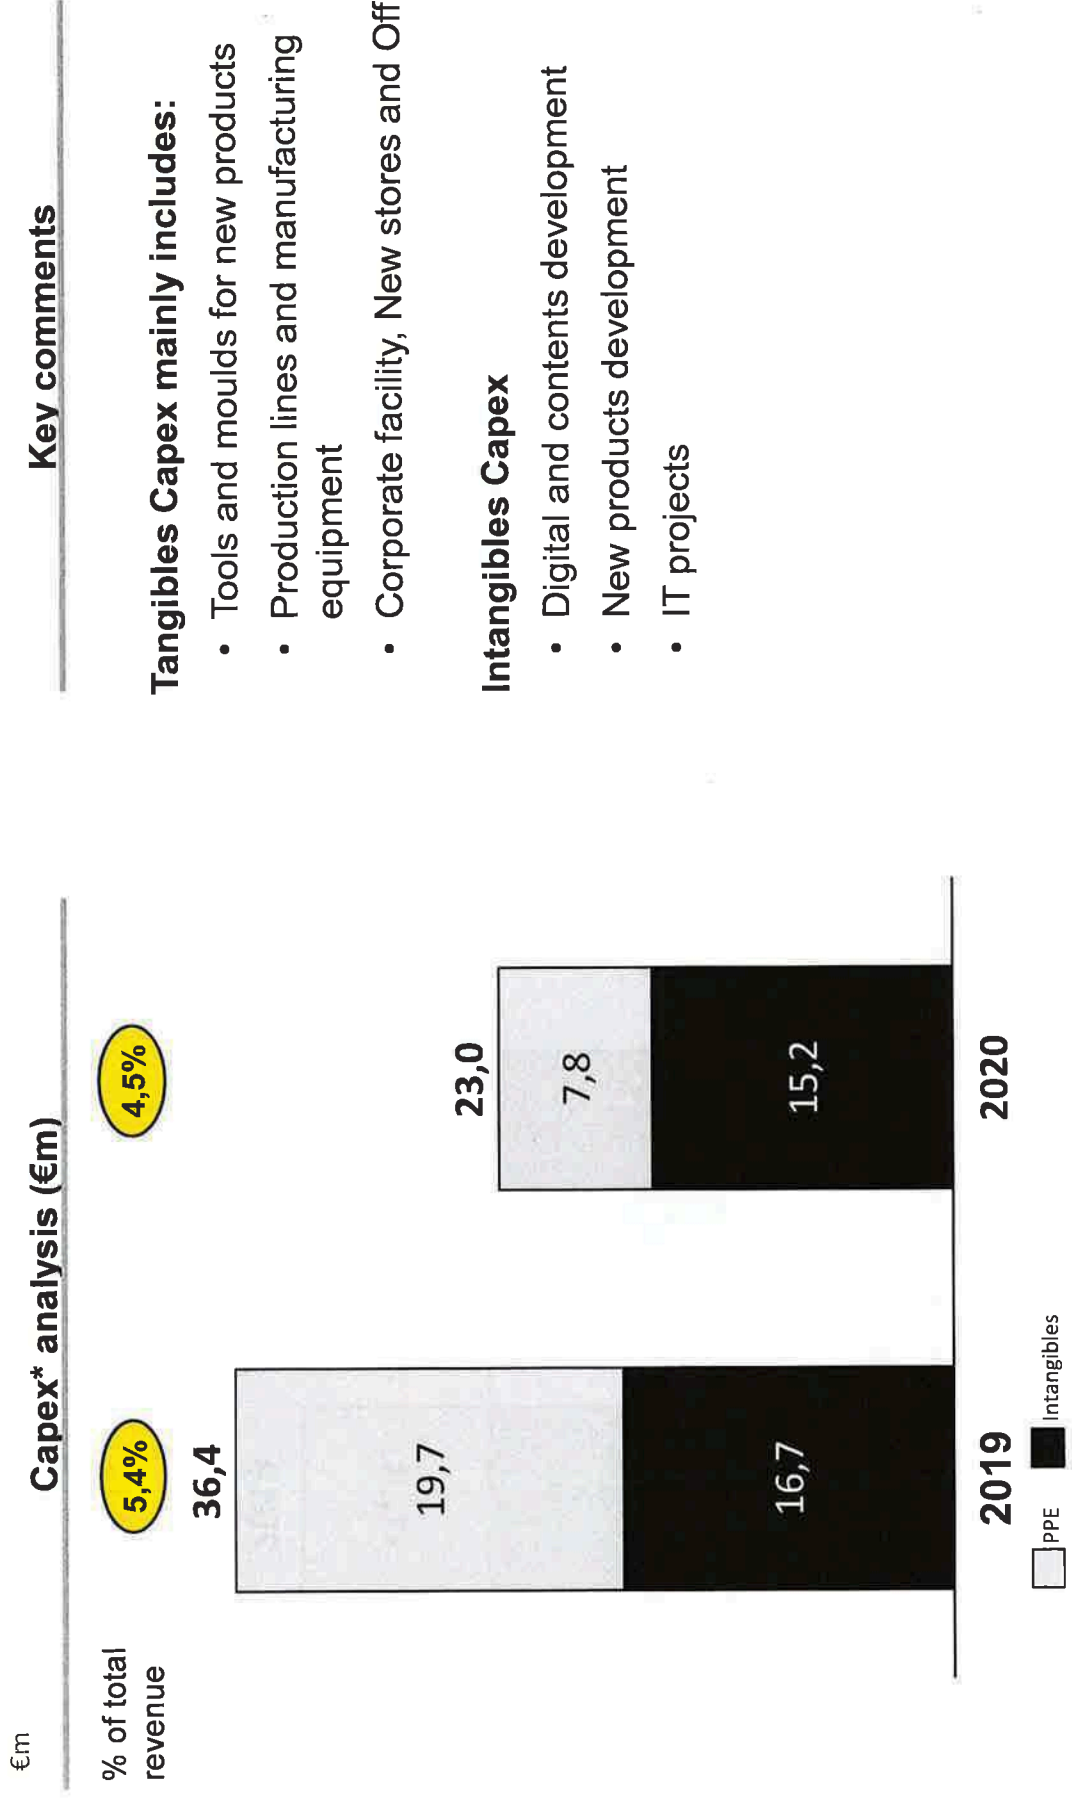 €m
Capex* analysis (€m)
% of total
revenue
5,4%
4,5%
36,4
19,7
16,7
23,0
7,8
15,2
2019
2020
PPE
Intangibles
Key comments
Tangibles Capex mainly includes:
• Tools and moulds for new products
• Production lines and manufacturing
equipment
• Corporate facility, New stores and Off
Intangibles Capex
• Digital and contents development
• New products development
• IT projects